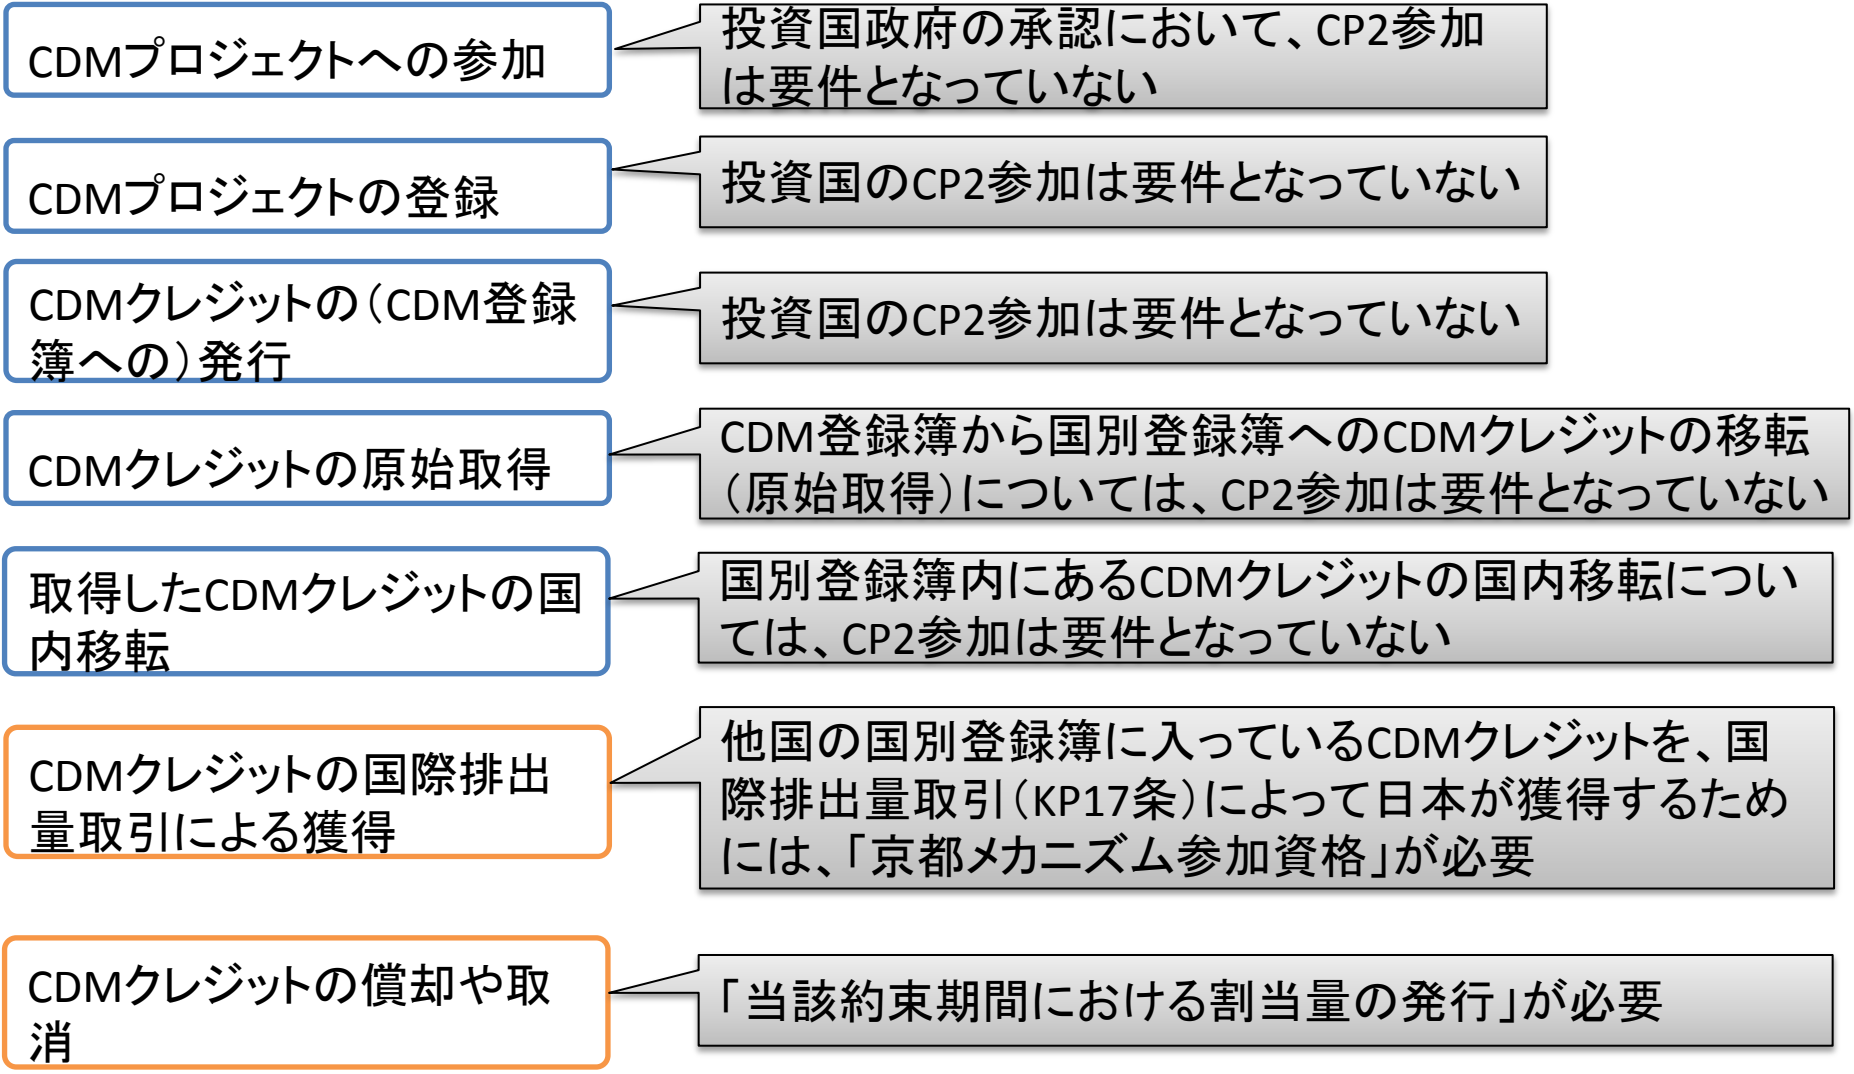 CDMプロジェクトへの参加
投資国政府の承認において、CP2参加
は要件となっていない
CDMプロジェクトの登録
投資国のCP2参加は要件となっていない
CDMクレジットの（CDM登録
簿への）発行
投資国のCP2参加は要件となっていない
CDMクレジットの原始取得
CDM登録簿から国別登録簿へのCDMクレジットの移転
（原始取得）については、CP2参加は要件となっていない
取得したCDMクレジットの国
内移転
国別登録簿内にあるCDMクレジットの国内移転につい
ては、CP2参加は要件となっていない
CDMクレジットの国際排出
量取引による獲得
他国の国別登録簿に入っているCDMクレジットを、国
際排出量取引（KP17条）によって日本が獲得するため
には、「京都メカニズム参加資格」が必要
CDMクレジットの償却や取
消
「当該約束期間における割当量の発行」が必要